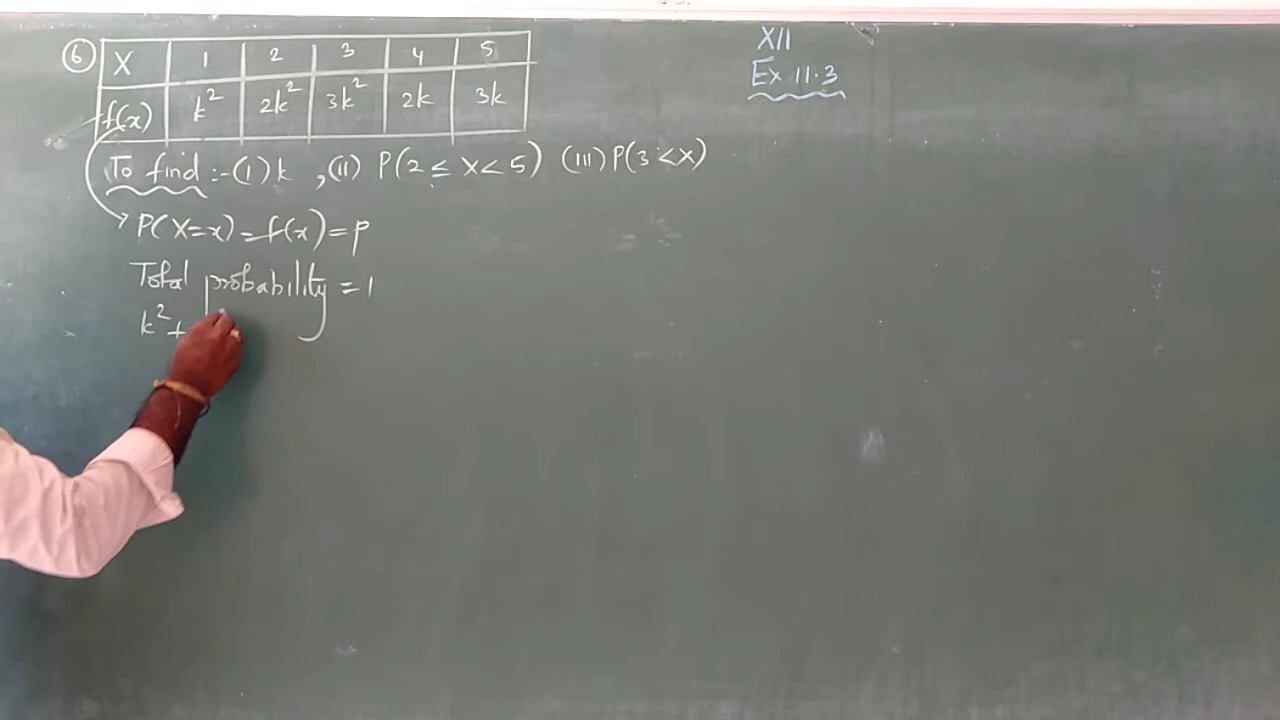 XII
Ex 11.3
⑥ X 1 2 3 4 5
f(x) k² 2k² 3k² 2k 3k
To find :- (i) k , (ii) P(2 ≤ X < 5) (iii) P(3 < X)
P(X=x) = f(x) = p
Total probability = 1
k² +